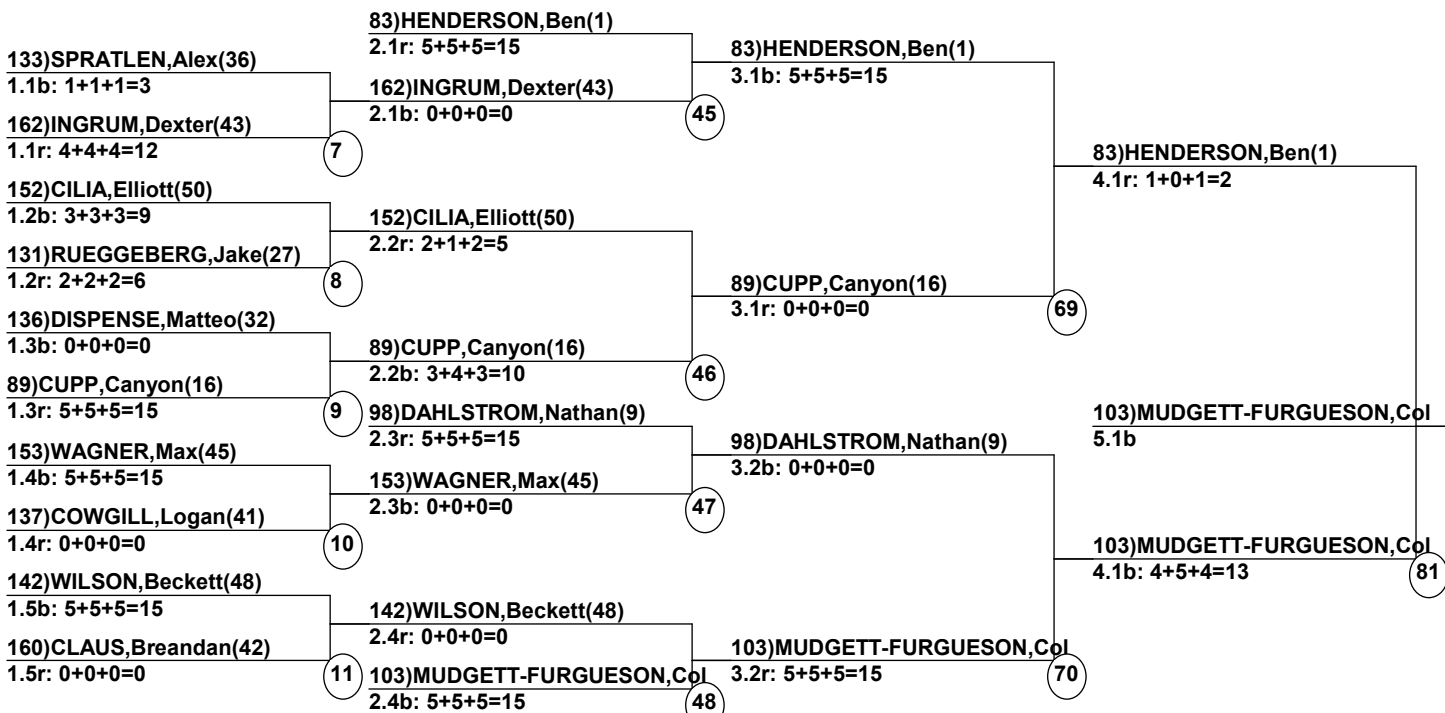 133)SPRATLEN,Alex(36)
1.1b: 1+1+1=3
162)INGRUM,Dexter(43)
1.1r: 4+4+4=12
7
152)CILIA,Elliott(50)
1.2b: 3+3+3=9
131)RUEGGEBERG,Jake(27)
1.2r: 2+2+2=6
8
136)DISPENSE,Matteo(32)
1.3b: 0+0+0=0
89)CUPP,Canyon(16)
1.3r: 5+5+5=15
9
153)WAGNER,Max(45)
1.4b: 5+5+5=15
137)COWGILL,Logan(41)
1.4r: 0+0+0=0
10
142)WILSON,Beckett(48)
1.5b: 5+5+5=15
160)CLAUS,Breandan(42)
1.5r: 0+0+0=0
11
83)HENDERSON,Ben(1)
2.1r: 5+5+5=15
162)INGRUM,Dexter(43)
2.1b: 0+0+0=0
45
152)CILIA,Elliott(50)
2.2r: 2+1+2=5
89)CUPP,Canyon(16)
2.2b: 3+4+3=10
46
98)DAHLSTROM,Nathan(9)
2.3r: 5+5+5=15
153)WAGNER,Max(45)
2.3b: 0+0+0=0
47
142)WILSON,Beckett(48)
2.4r: 0+0+0=0
103)MUDGETT-FURGUESON,Col
2.4b: 5+5+5=15
48
83)HENDERSON,Ben(1)
3.1b: 5+5+5=15
89)CUPP,Canyon(16)
3.1r: 0+0+0=0
69
98)DAHLSTROM,Nathan(9)
3.2b: 0+0+0=0
103)MUDGETT-FURGUESON,Col
3.2r: 5+5+5=15
70
83)HENDERSON,Ben(1)
4.1r: 1+0+1=2
103)MUDGETT-FURGUESON,Col
5.1b
103)MUDGETT-FURGUESON,Col
4.1b: 4+5+4=13
81